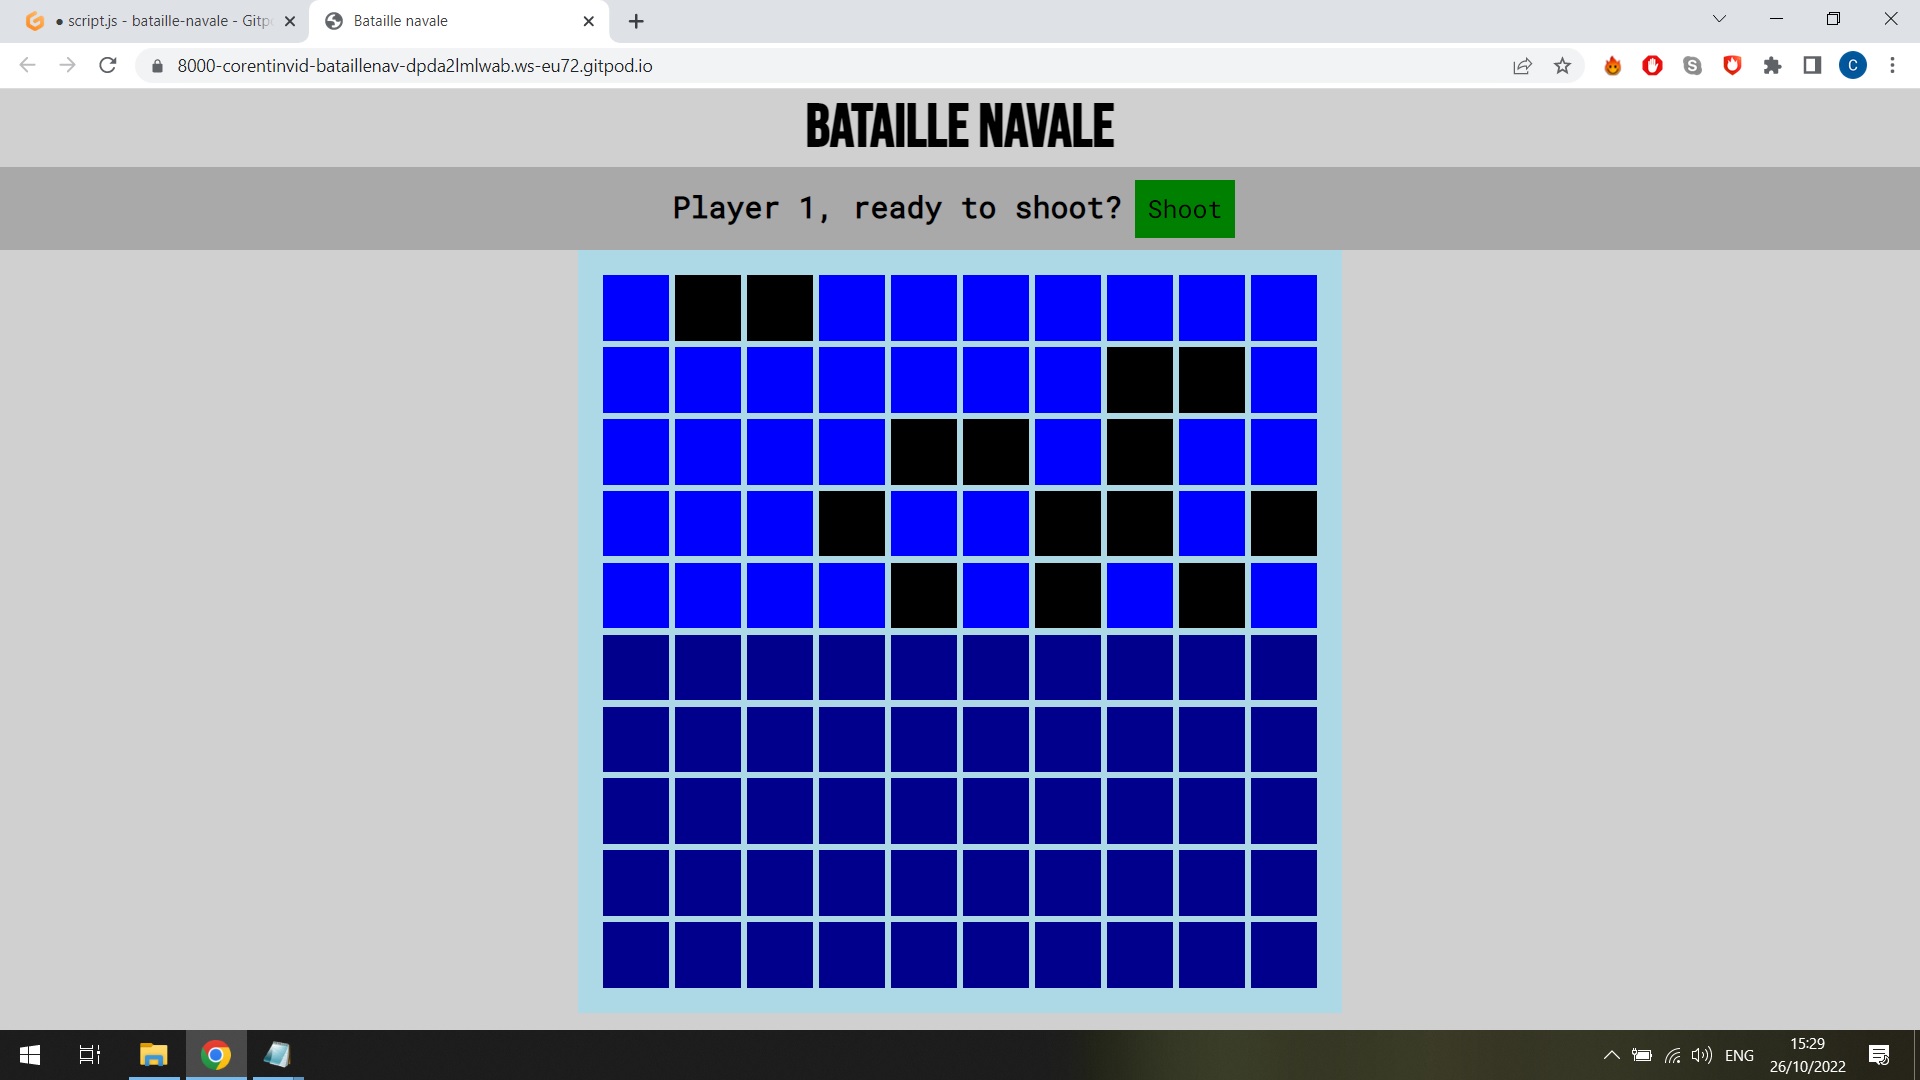 ● script.js - bataille-navale - Gitp
Bataille navale
8000-corentinvid-bataillenav-dpda2lmlwab.ws-eu72.gitpod.io
C
BATAILLE NAVALE
Player 1, ready to shoot?
Shoot
ENG
15:29
26/10/2022